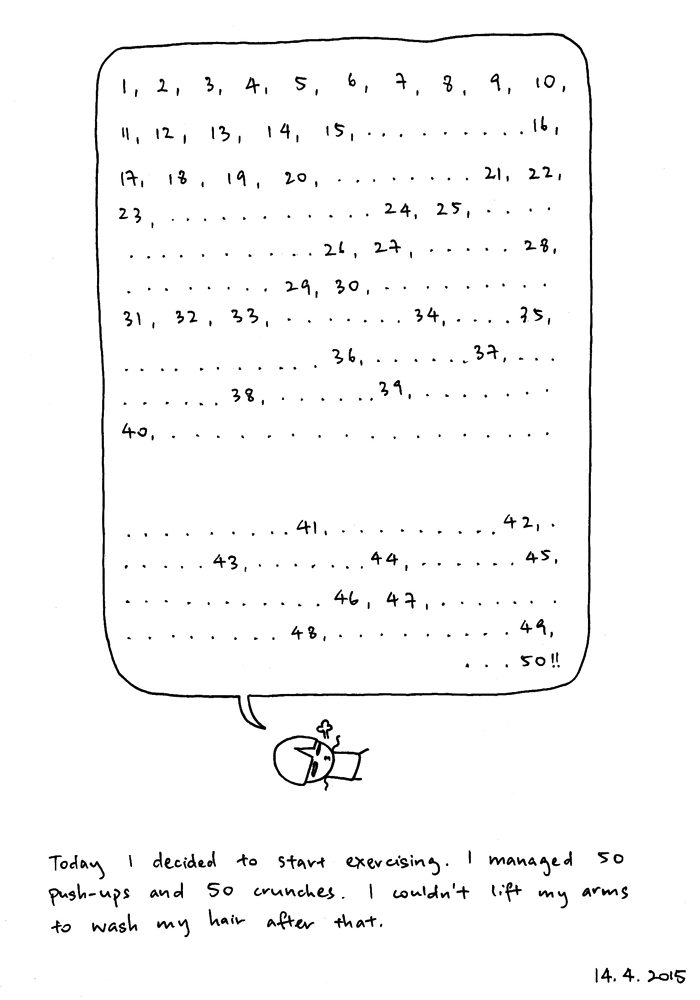 1, 2, 3, 4, 5, 6, 7, 8, 9, 10,
11, 12, 13, 14, 15, . . . . . . . . . 16,
17, 18, 19, 20, . . . . . . . . 21, 22,
23, . . . . . . . . . . . 24, 25, . . . .
. . . . . . . . . . 26, 27, . . . . . 28,
. . . . . . . . 29, 30, . . . . . . . . .
31, 32, 33, . . . . . . . 34, . . . . 35,
. . . . . . . . . . . . 36, . . . . . . 37, . . .
. . . . . . 38, . . . . . . 39, . . . . . . .
40, . . . . . . . . . . . . . . . . . .
. . . . . . . . . . 41, . . . . . . . . . . 42, .
. . . . . 43, . . . . . . . 44, . . . . . . 45,
. . . . . . . . . . . . 46, 47, . . . . . . .
. . . . . . . . . 48, . . . . . . . . . . 49,
. . . 50!!
Today I decided to start exercising. I managed 50
push-ups and 50 crunches. I couldn't lift my arms
to wash my hair after that.
14.4.2015